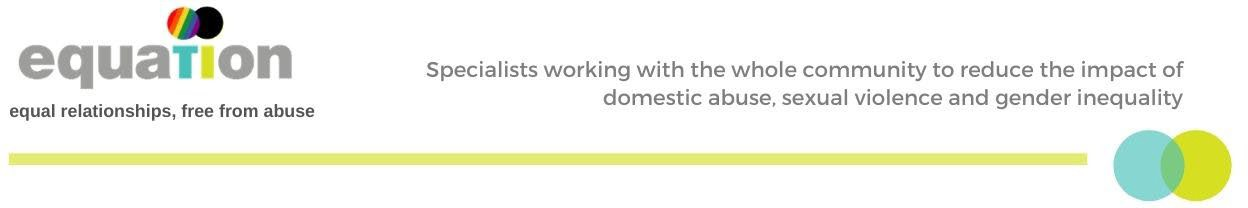 equation
equal relationships, free from abuse
Specialists working with the whole community to reduce the impact of
domestic abuse, sexual violence and gender inequality